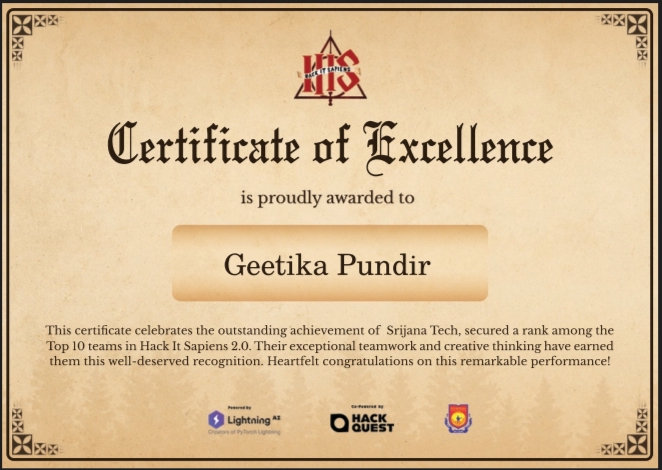 HIS
HACK IT SAPIENS
Certificate of Excellence
is proudly awarded to
Geetika Pundir
This certificate celebrates the outstanding achievement of Srijana Tech, secured a rank among the
Top 10 teams in Hack It Sapiens 2.0. Their exceptional teamwork and creative thinking have earned
them this well-deserved recognition. Heartfelt congratulations on this remarkable performance!
Powered by
Lightning AI
Creators of PyTorch Lightning
Co-Powered by
HACK
QUEST